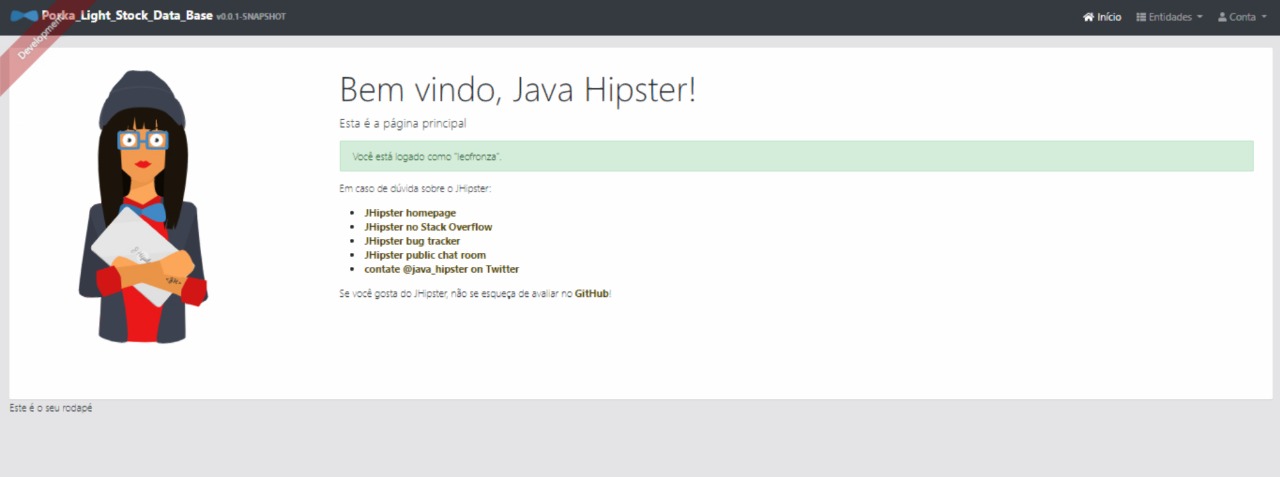 Porka_Light_Stock_Data_Base v0.0.1-SNAPSHOT
Início Entidades Conta
Development
Bem vindo, Java Hipster!
Esta é a página principal
Você está logado como "leofronza".
Em caso de dúvida sobre o JHipster:
JHipster homepage
JHipster no Stack Overflow
JHipster bug tracker
JHipster public chat room
contate @java_hipster on Twitter
Se você gosta do JHipster, não se esqueça de avaliar no GitHub!
Este é o seu rodapé